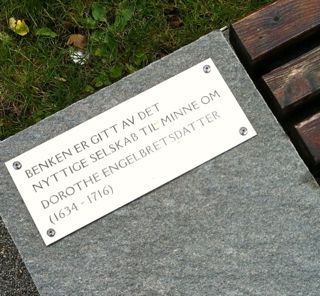 BENKEN ER GITT AV DET
NYTTIGE SELSKAB TIL MINNE OM
DOROTHE ENGELBRETSDATTER
(1634 - 1716)